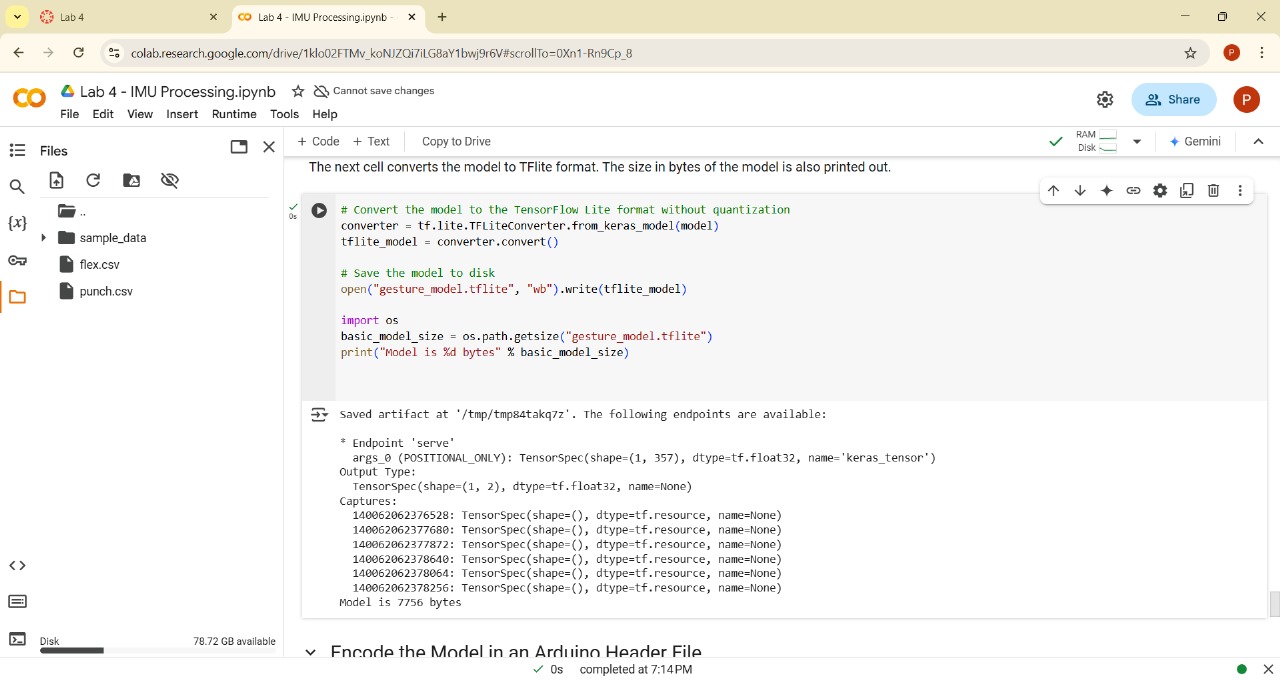 Lab 4
Lab 4 - IMU Processing.ipynb -
colab.research.google.com/drive/1klo02FTMv_koNJZQi7iLG8aY1bwj9r6V#scrollTo=0Xn1-Rn9Cp_8
P
Lab 4 - IMU Processing.ipynb
Cannot save changes
Share
P
File Edit View Insert Runtime Tools Help
Files
+ Code + Text
Copy to Drive
RAM
Disk
Gemini
..
sample_data
flex.csv
punch.csv
{x}
The next cell converts the model to TFlite format. The size in bytes of the model is also printed out.
0s
# Convert the model to the TensorFlow Lite format without quantization
converter = tf.lite.TFLiteConverter.from_keras_model(model)
tflite_model = converter.convert()
# Save the model to disk
open("gesture_model.tflite", "wb").write(tflite_model)
import os
basic_model_size = os.path.getsize("gesture_model.tflite")
print("Model is %d bytes" % basic_model_size)
Saved artifact at '/tmp/tmp84takq7z'. The following endpoints are available:
* Endpoint 'serve'
args_0 (POSITIONAL_ONLY): TensorSpec(shape=(1, 357), dtype=tf.float32, name='keras_tensor')
Output Type:
TensorSpec(shape=(1, 2), dtype=tf.float32, name=None)
Captures:
140062062376528: TensorSpec(shape=(), dtype=tf.resource, name=None)
140062062377680: TensorSpec(shape=(), dtype=tf.resource, name=None)
140062062377872: TensorSpec(shape=(), dtype=tf.resource, name=None)
140062062378640: TensorSpec(shape=(), dtype=tf.resource, name=None)
140062062378064: TensorSpec(shape=(), dtype=tf.resource, name=None)
140062062378256: TensorSpec(shape=(), dtype=tf.resource, name=None)
Model is 7756 bytes
Encode the Model in an Arduino Header File
Disk
78.72 GB available
0s completed at 7:14 PM